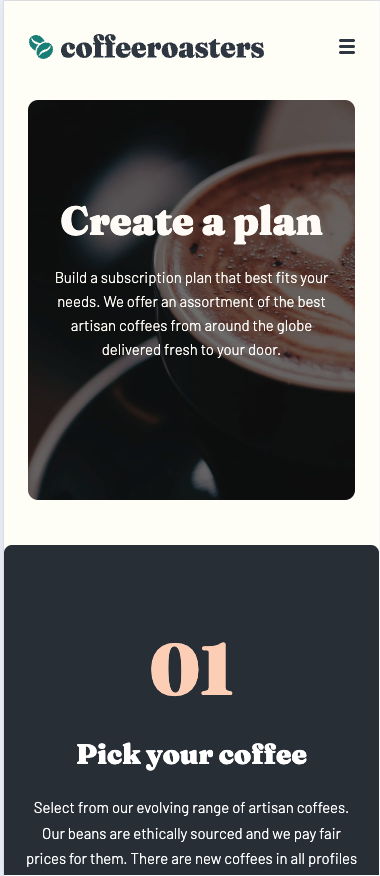 coffeeroasters
Create a plan
Build a subscription plan that best fits your
needs. We offer an assortment of the best
artisan coffees from around the globe
delivered fresh to your door.
01
Pick your coffee
Select from our evolving range of artisan coffees.
Our beans are ethically sourced and we pay fair
prices for them. There are new coffees in all profiles